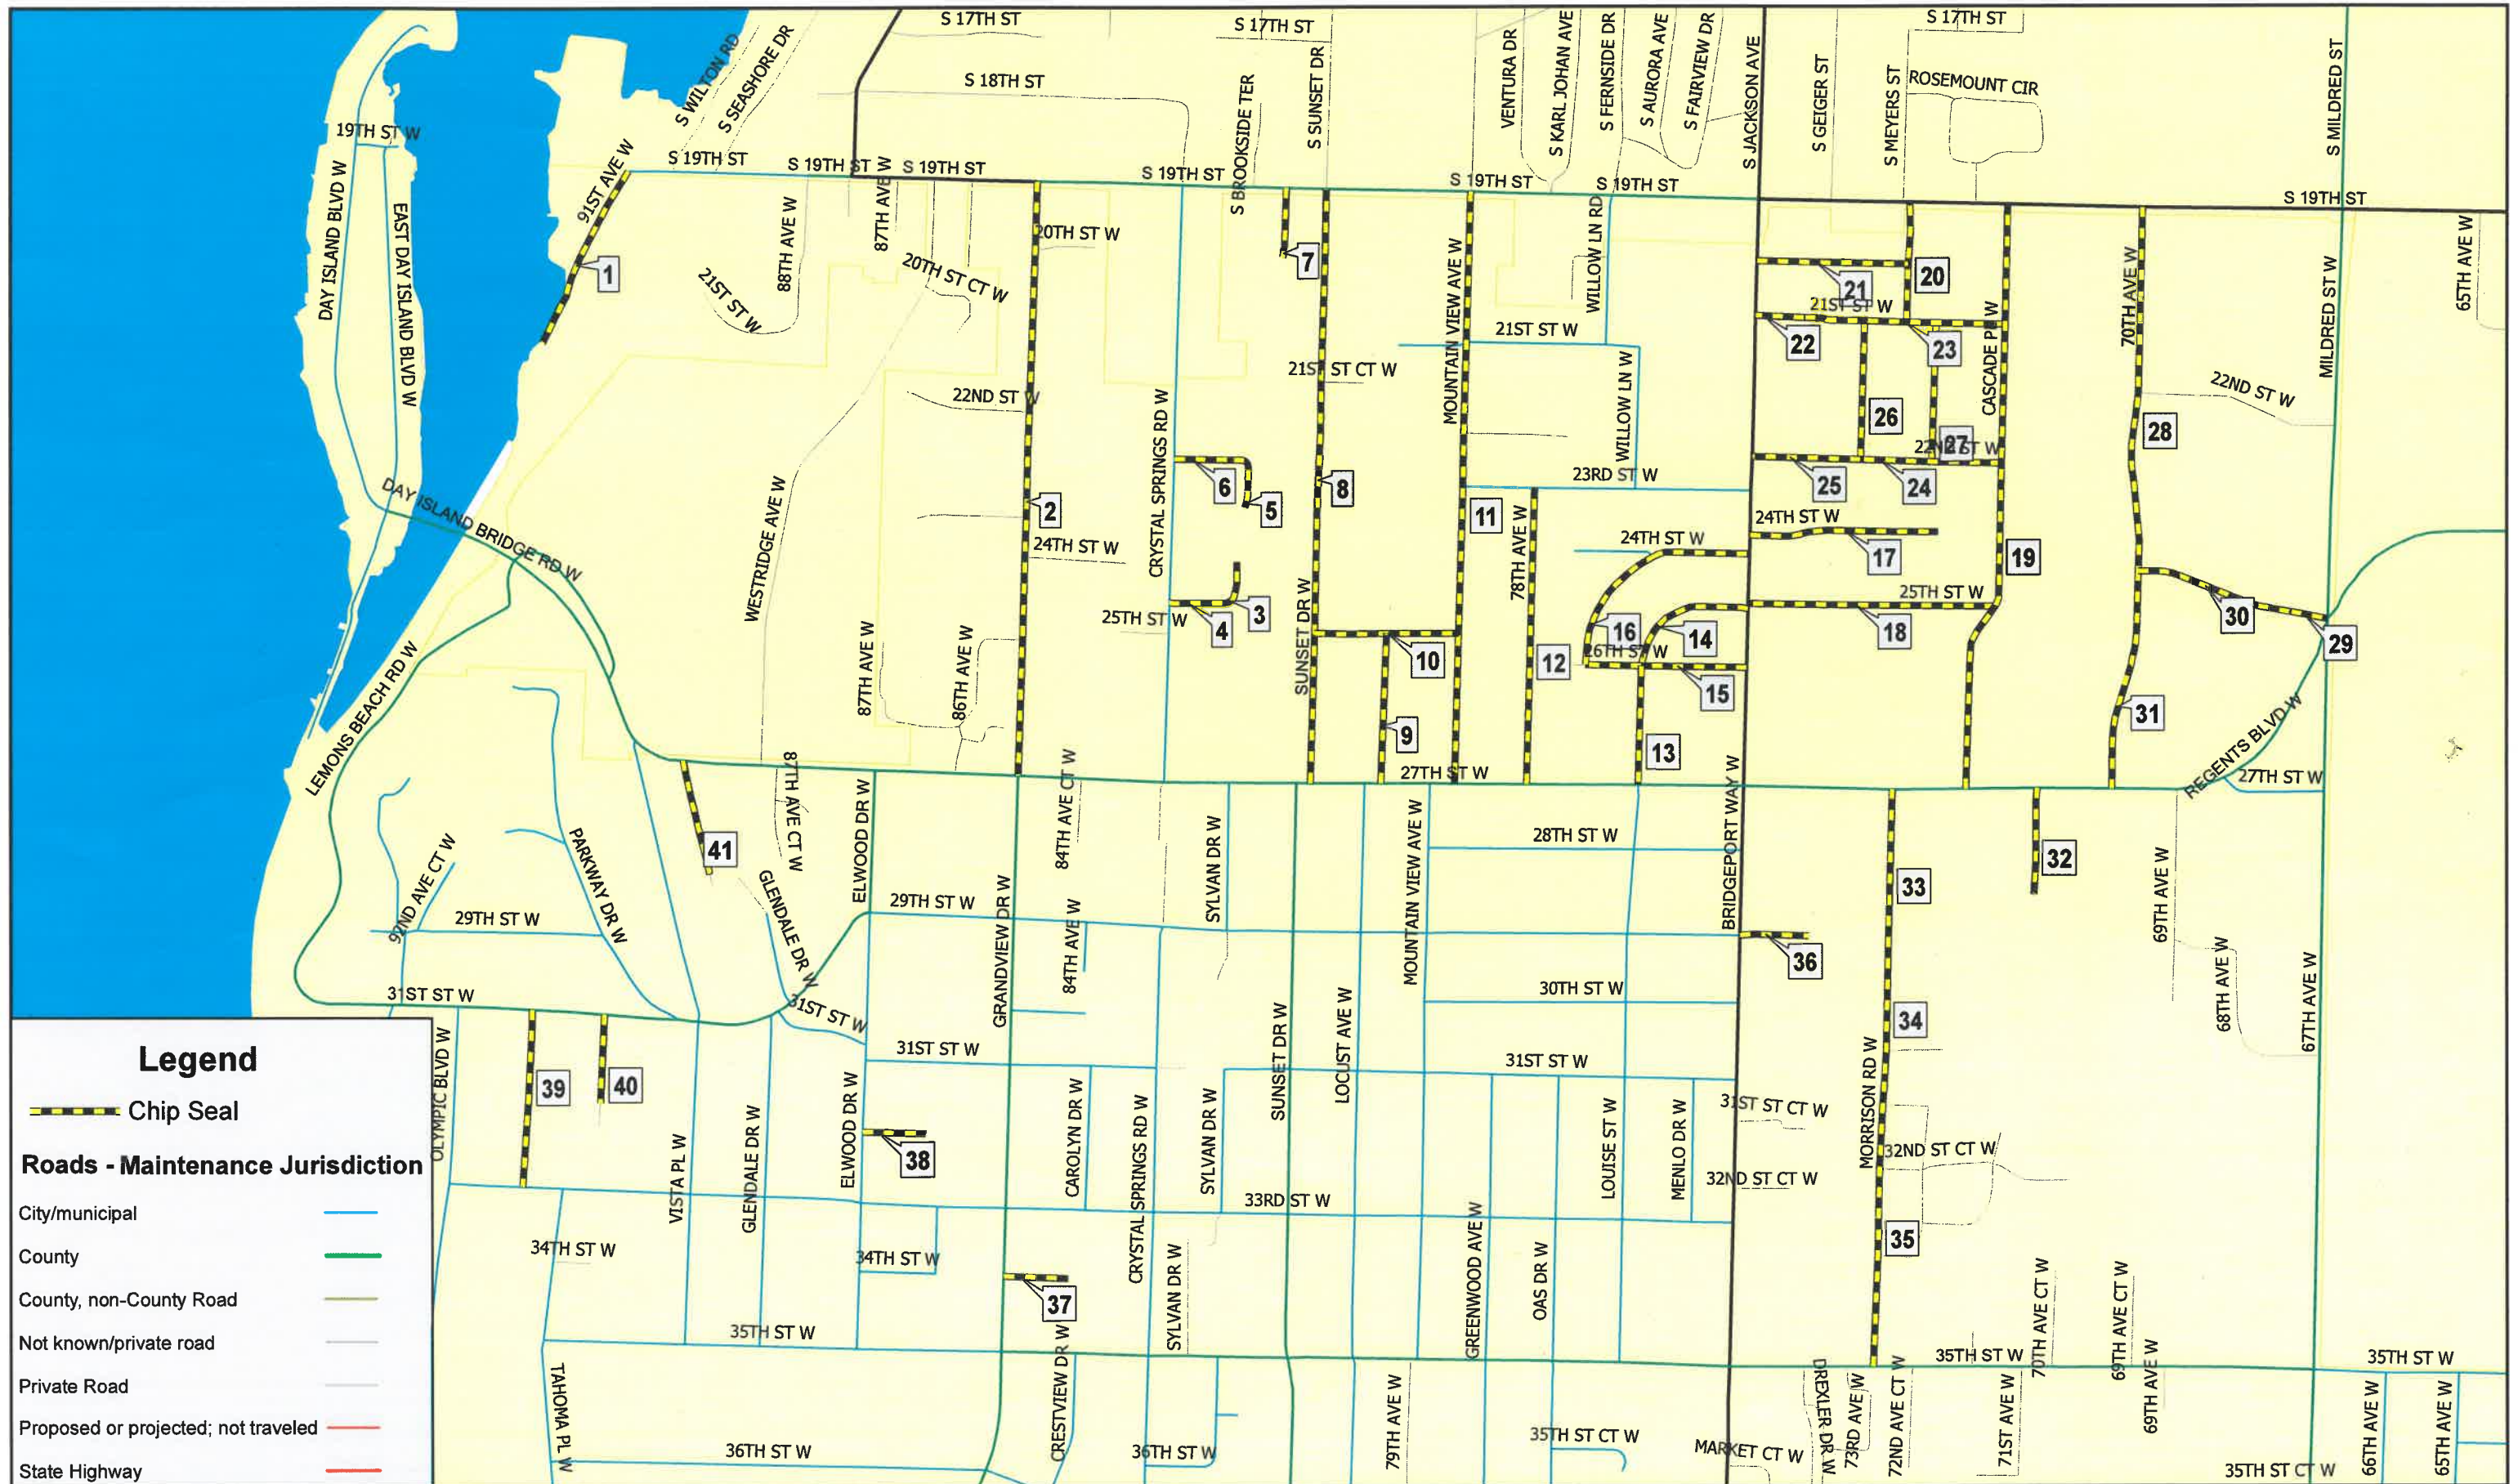 S 17TH ST
S 17TH ST
S 17TH ST
S WILTON RD
S SEASHORE DR
S 18TH ST
S BROOKSIDE TER
S SUNSET DR
VENTURA DR
S KARL JOHAN AVE
S FERNSIDE DR
S AURORA AVE
S FAIRVIEW DR
S JACKSON AVE
S GEIGER ST
S MEYERS ST
ROSEMOUNT CIR
S MILDRED ST
19TH ST W
DAY ISLAND BLVD W
EAST DAY ISLAND BLVD W
91ST AVE W
S 19TH ST
S 19TH ST
S 19TH ST
S 19TH ST
S 19TH ST
S 19TH ST
S 19TH ST
88TH AVE W
87TH AVE W
20TH ST CT W
21ST ST W
20TH ST W
1
7
MOUNTAIN VIEW AVE W
WILLOW LN RD
21ST ST W
21ST ST CT W
WILLOW LN W
21
20
21ST ST W
22
23
CASCADE PL W
70TH AVE W
MILDRED ST W
65TH AVE W
22ND ST W
22ND ST W
CRYSTAL SPRINGS RD W
26
27
22ND ST W
28
DAY ISLAND BRIDGE RD W
WESTRIDGE AVE W
2
6
5
8
11
23RD ST W
25
24
24TH ST W
24TH ST W
78TH AVE W
24TH ST W
17
19
25TH ST W
4
3
SUNSET DR W
25TH ST W
18
30
29
LEMONS BEACH RD W
87TH AVE W
86TH AVE W
10
12
16
14
26TH ST W
15
9
13
31
REGENTS BLVD W
27TH ST W
27TH ST W
BRIDGEPORT WAY W
41
87TH AVE CT W
ELWOOD DR W
84TH AVE CT W
SYLVAN DR W
MOUNTAIN VIEW AVE W
28TH ST W
33
32
69TH AVE W
92ND AVE CT W
29TH ST W
PARKWAY DR W
GLENDALE DR W
29TH ST W
GRANDVIEW DR W
84TH AVE W
36
68TH AVE W
67TH AVE W
31ST ST W
31ST ST W
30TH ST W
34
SUNSET DR W
LOCUST AVE W
31ST ST W
31ST ST W
OLYMPIC BLVD W
39
40
VISTA PL W
GLENDALE DR W
ELWOOD DR W
38
CAROLYN DR W
CRYSTAL SPRINGS RD W
SYLVAN DR W
LOUISE ST W
MENLO DR W
31ST ST CT W
MORRISON RD W
32ND ST CT W
32ND ST CT W
33RD ST W
34TH ST W
34TH ST W
37
SYLVAN DR W
GREENWOOD AVE W
OAS DR W
35
70TH AVE CT W
69TH AVE CT W
35TH ST W
35TH ST W
35TH ST W
TAHOMA PL W
36TH ST W
CRESTVIEW DR W
36TH ST W
79TH AVE W
35TH ST CT W
MARKET CT W
DREXLER DR W
73RD AVE W
72ND AVE CT W
71ST AVE W
69TH AVE W
35TH ST CT W
66TH AVE W
65TH AVE W
Legend
Chip Seal
Roads - Maintenance Jurisdiction
City/municipal
County
County, non-County Road
Not known/private road
Private Road
Proposed or projected; not traveled
State Highway